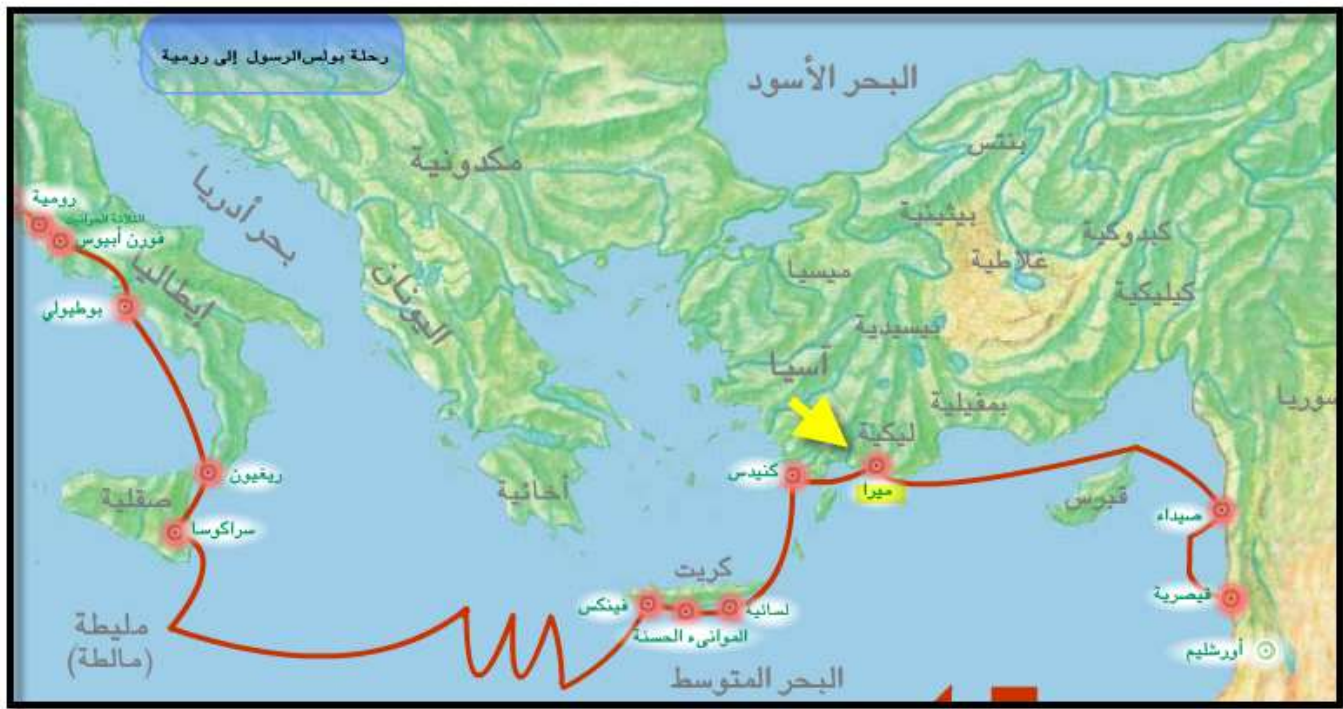 رحلة بولس الرسول إلى رومية
البحر الأسود
مكدونية
بنتس
بحر أدريا
رومية
فورن أبيوس
بيثينية
كبدوكية
غلاطية
ميسيا
كيليكية
إيطاليا
اليونان
بوطيولي
بيسيدية
آسيا
بمفيلية
سوريا
ليكية
ميرا
كنيدس
ريغيون
أخائية
صقلية
قبرس
صيداء
سراكوسا
كريت
فينكس
لسائية
الموانىء الحسنة
قيصرية
مليطة
(مالطة)
أورشليم
البحر المتوسط